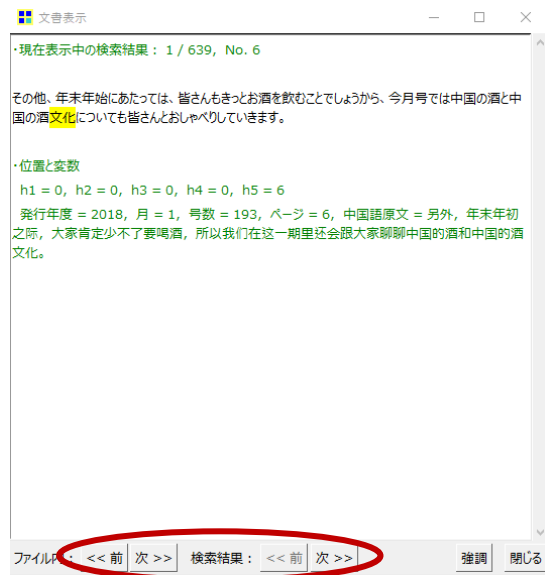 文書表示
・現在表示中の検索結果： 1 / 639, No. 6
その他、年末年始にあたっては、皆さんもきっとお酒を飲むことでしょうから、今月号では中国の酒と中
国の酒文化についても皆さんとおしゃべりしていきます。
・位置と変数
h1 = 0, h2 = 0, h3 = 0, h4 = 0, h5 = 6
発行年度 = 2018, 月 = 1, 号数 = 193, ページ = 6, 中国語原文 = 另外，年末年初
之际，大家肯定少不了要喝酒，所以我们在这一期里还会跟大家聊聊中国的酒和中国的酒
文化。
ファイル内： << 前 次 >> 検索結果： << 前 次 >> 強調 閉じる